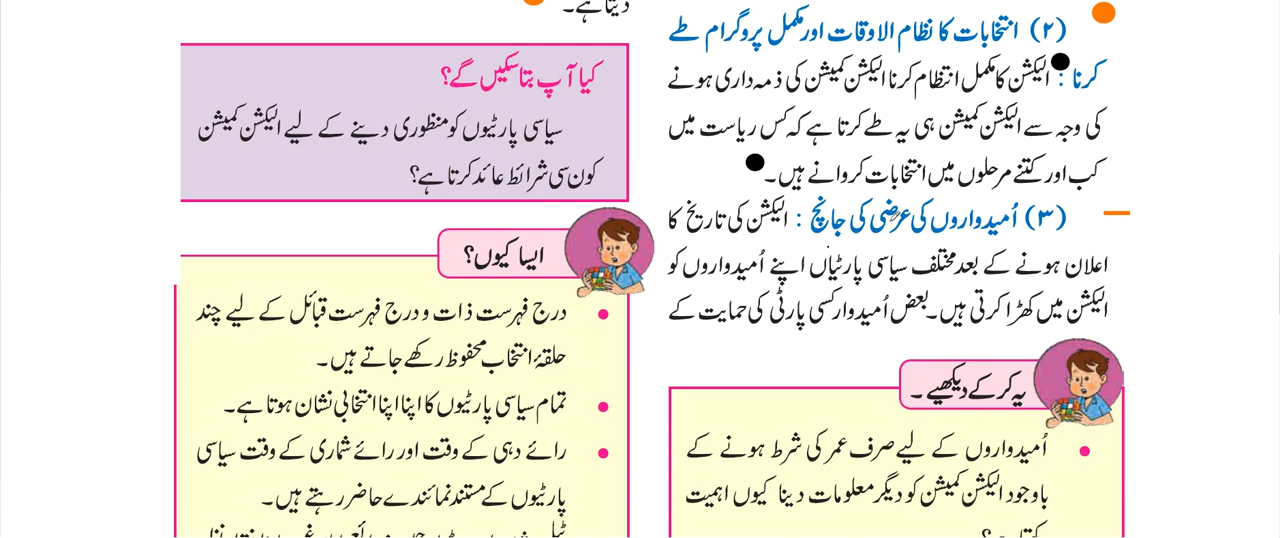 (۲) انتخابات کا نظام الاوقات اور مکمل پروگرام طے
کرنا : الیکشن کا مکمل انتظام کرنا الیکشن کمیشن کی ذمہ داری ہونے
کی وجہ سے الیکشن کمیشن ہی یہ طے کرتا ہے کہ کس ریاست میں
کب اور کتنے مرحلوں میں انتخابات کروانے ہیں۔
(۳) اُمیدواروں کی عرضی کی جانچ : الیکشن کی تاریخ کا
اعلان ہونے کے بعد مختلف سیاسی پارٹیاں اپنے اُمیدواروں کو
الیکشن میں کھڑا کرتی ہیں۔ بعض اُمیدوار کسی پارٹی کی حمایت کے
یہ کر کے دیکھیے ۔
• اُمیدواروں کے لیے صرف عمر کی شرط ہونے کے
باوجود الیکشن کمیشن کو دیگر معلومات دینا کیوں اہمیت
دیتا ہے۔
کیا آپ بتا سکیں گے؟
سیاسی پارٹیوں کو منظوری دینے کے لیے الیکشن کمیشن
کون سی شرائط عائد کرتا ہے؟
ایسا کیوں؟
• درج فہرست ذات و درج فہرست قبائل کے لیے چند
حلقۂ انتخاب محفوظ رکھے جاتے ہیں۔
• تمام سیاسی پارٹیوں کا اپنا اپنا انتخابی نشان ہوتا ہے۔
• رائے دہی کے وقت اور رائے شماری کے وقت سیاسی
پارٹیوں کے مستند نمائندے حاضر رہتے ہیں۔